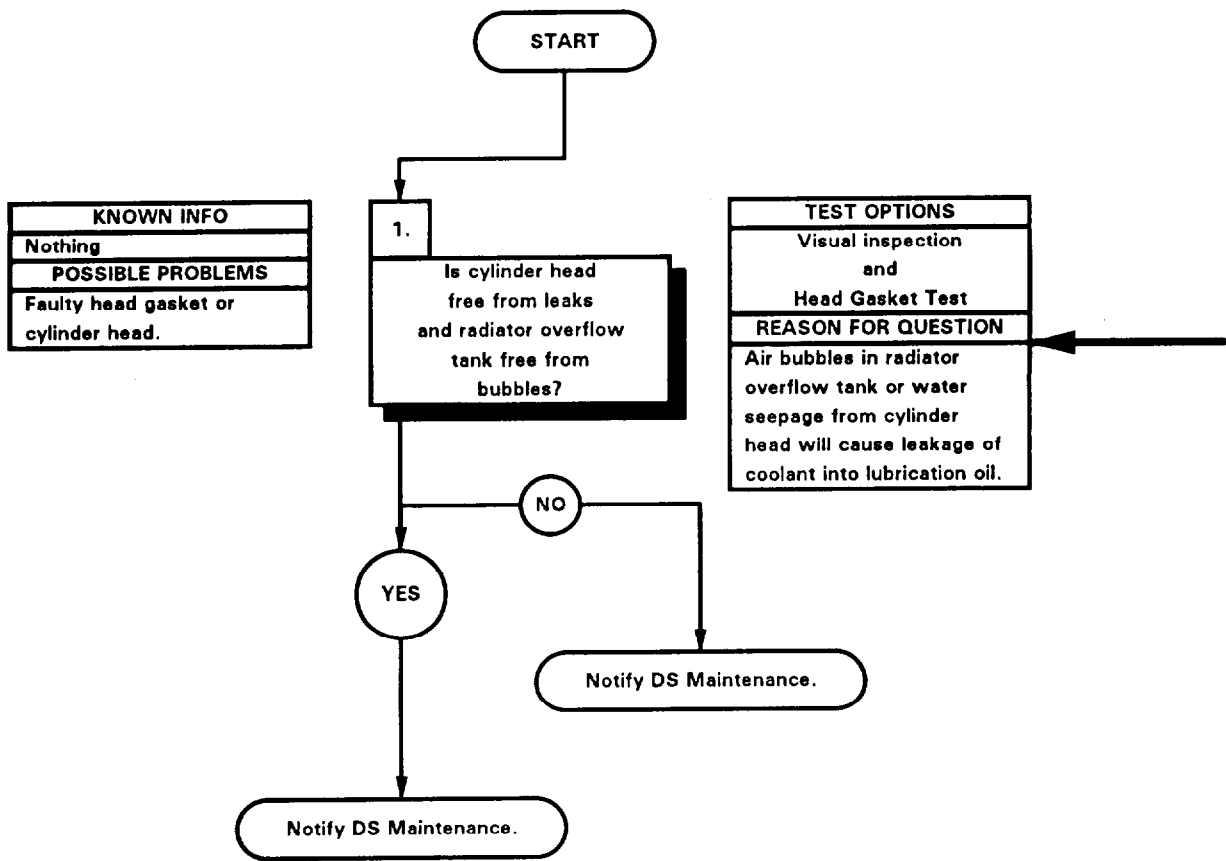 START
KNOWN INFO
Nothing
POSSIBLE PROBLEMS
Faulty head gasket or
cylinder head.
1.
Is cylinder head
free from leaks
and radiator overflow
tank free from
bubbles?
TEST OPTIONS
Visual inspection
and
Head Gasket Test
REASON FOR QUESTION
Air bubbles in radiator
overflow tank or water
seepage from cylinder
head will cause leakage of
coolant into lubrication oil.
NO
YES
Notify DS Maintenance.
Notify DS Maintenance.